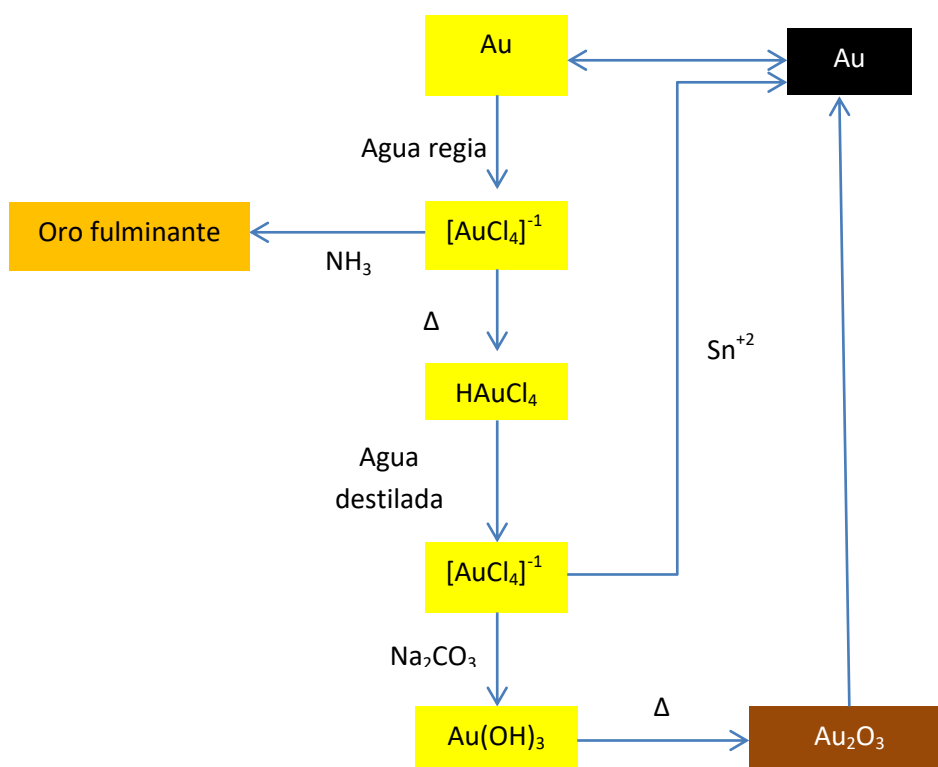 Au
Au
Agua regia
Oro fulminante
[AuCl₄]⁻¹
NH₃
Δ
Sn⁺²
HAuCl₄
Agua
destilada
[AuCl₄]⁻¹
Na₂CO₃
Δ
Au(OH)₃
Au₂O₃